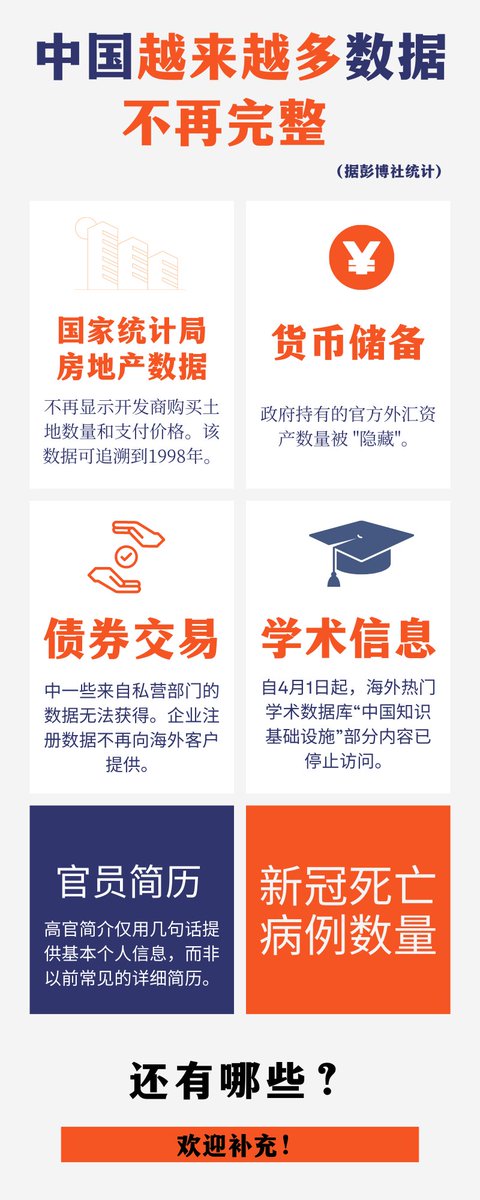 中国越来越多数据
不再完整
（据彭博社统计）
国家统计局
房地产数据
不再显示开发商购买土
地数量和支付价格。该
数据可追溯到1998年。
¥
货币储备
政府持有的官方外汇资
产数量被 "隐藏"。
债券交易
中一些来自私营部门的
数据无法获得。企业注
册数据不再向海外客户
提供。
学术信息
自4月1日起，海外热门
学术数据库“中国知识
基础设施”部分内容已
停止访问。
官员简历
高官简介仅用几句话提
供基本个人信息，而非
以前常见的详细简历。
新冠死亡
病例数量
还有哪些？
欢迎补充！